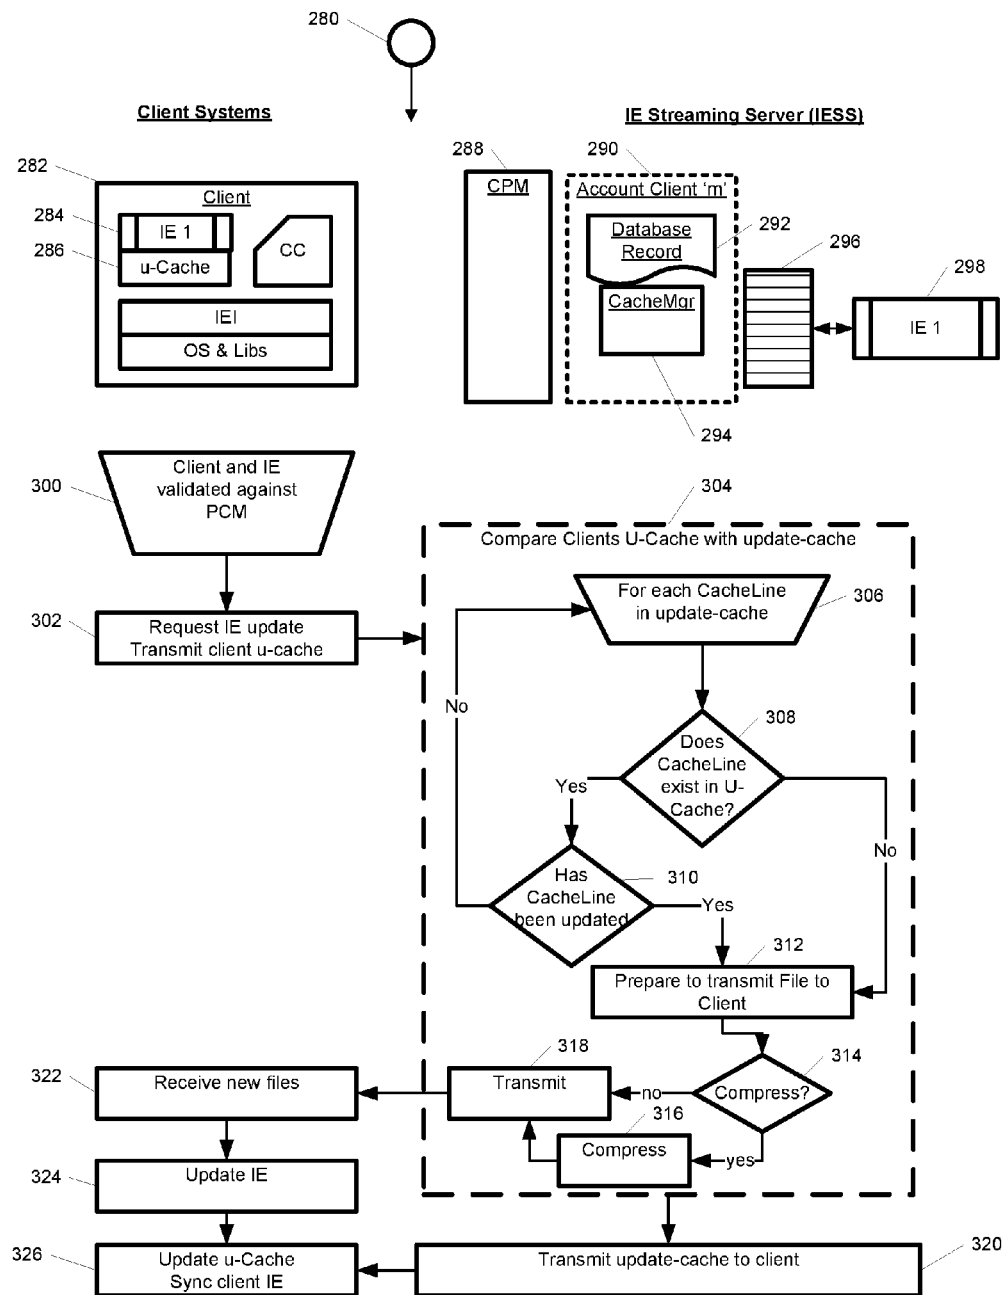 280
Client Systems
IE Streaming Server (IESS)
282
Client
284
IE 1
286
u-Cache
CC
IEI
OS & Libs
288
CPM
290
Account Client 'm'
Database
Record
292
CacheMgr
294
296
298
IE 1
300
Client and IE
validated against
PCM
302
Request IE update
Transmit client u-cache
304
Compare Clients U-Cache with update-cache
For each CacheLine
in update-cache
306
No
308
Does
CacheLine
exist in U-
Cache?
Yes
No
310
Has
CacheLine
been updated
Yes
312
Prepare to transmit File to
Client
314
Compress?
no
318
Transmit
316
Compress
yes
322
Receive new files
324
Update IE
326
Update u-Cache
Sync client IE
Transmit update-cache to client
320